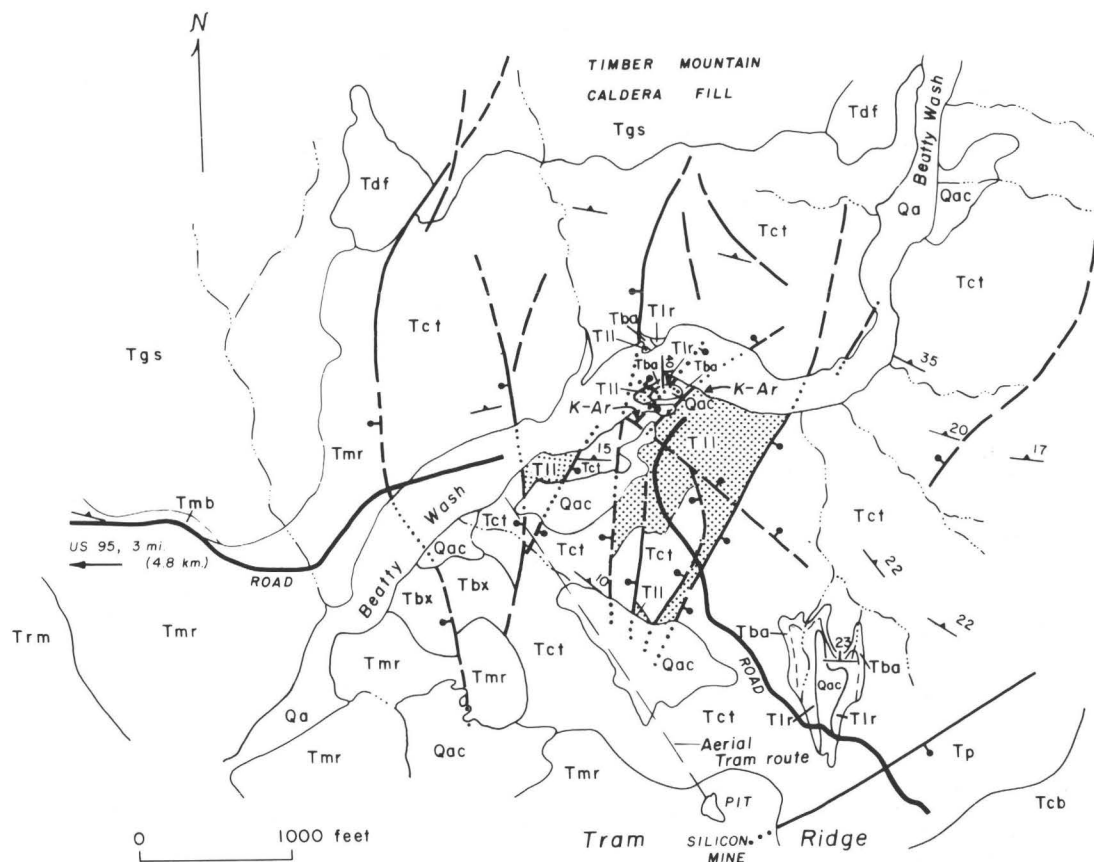 N
TIMBER MOUNTAIN
CALDERA FILL
Tgs
Tdf
Tdf
Beatty Wash
Qac
Qa
Tct
Tct
Tct
Tgs
Tba
Tlr
Tll
Tlr
Tba
Tba
K-Ar
Tll
K-Ar
Qac
35
20
17
Tmr
Tll
15
Tll
Tct
Tmb
Wash
Qac
Tct
US 95, 3 mi.
(4.8 km.)
ROAD
Qac
Tct
Tct
Tct
22
Beatty
Tbx
10
Tll
22
Trm
Tmr
Tbx
Tba
23
Tba
Tmr
Tmr
Tct
Qac
ROAD
Qac
Qa
Tct
Tlr
Tlr
Tmr
Qac
Tmr
Aerial
Tram route
Tp
PIT
Tcb
0
1000 feet
Tram
SILICON
MINE
Ridge